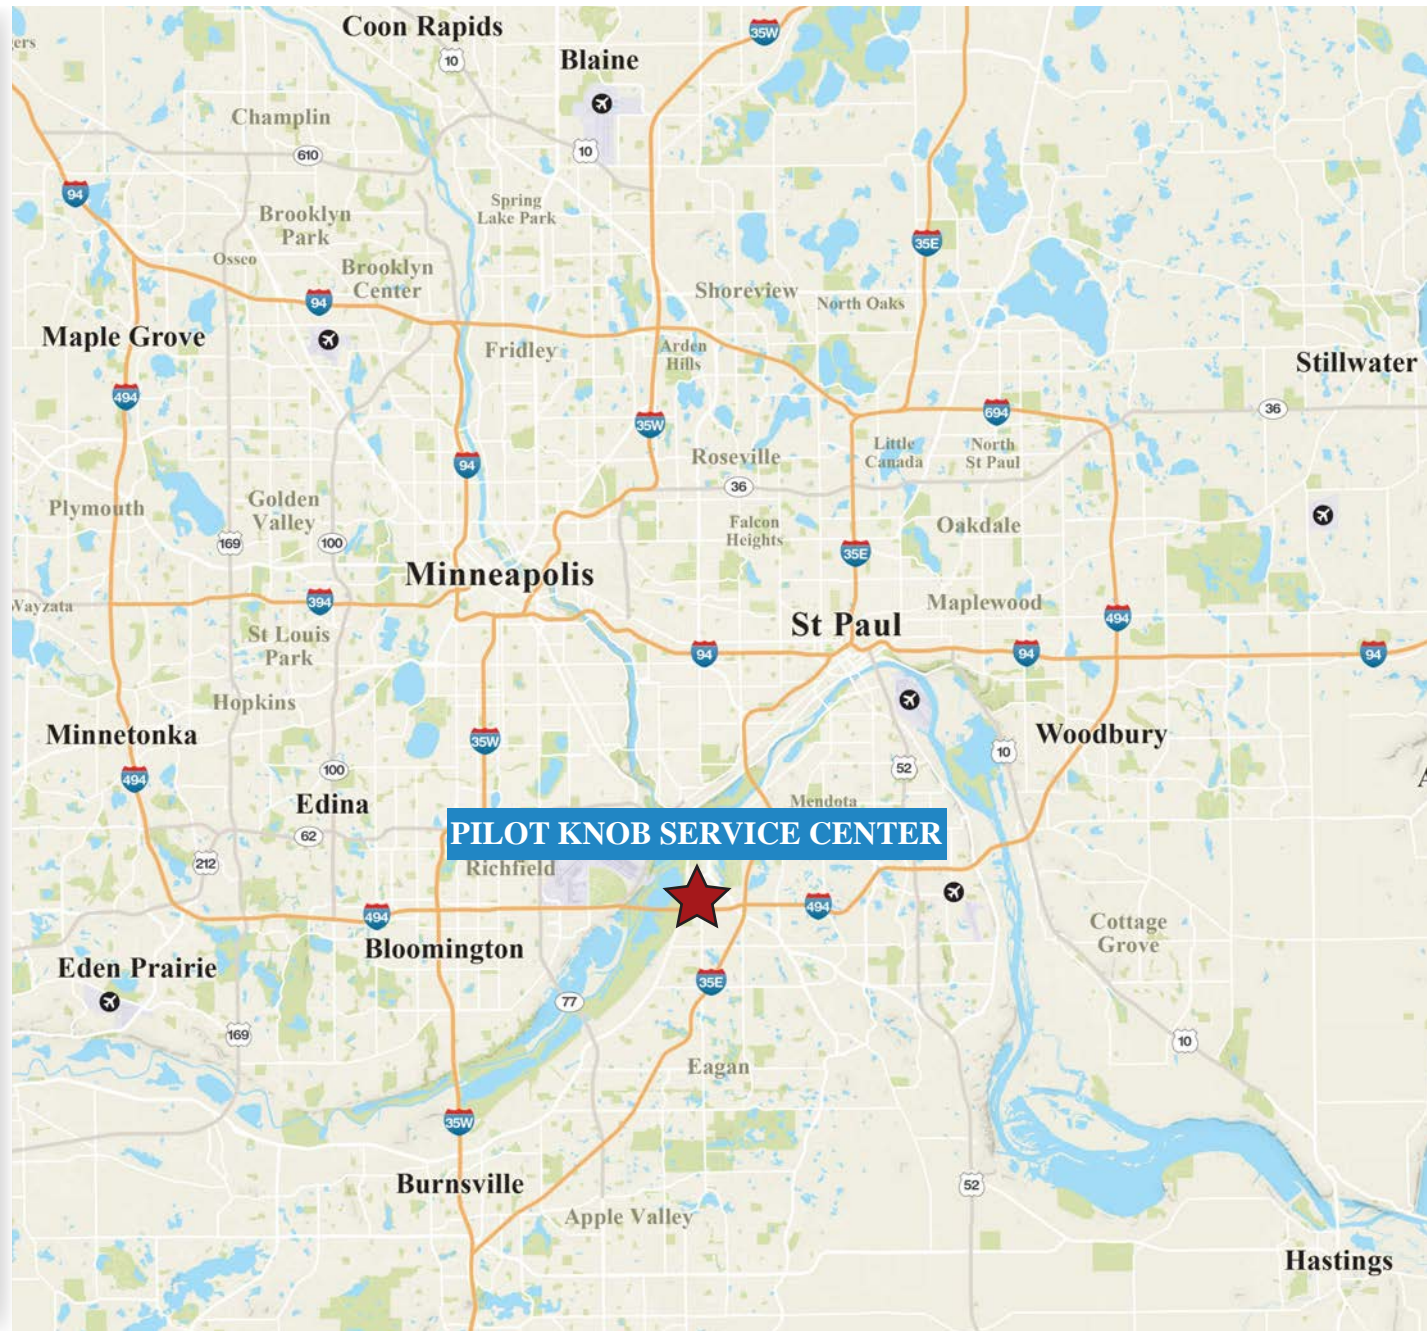 Coon Rapids
35W
10
Blaine
Champlin
10
610
94
Spring
Lake Park
Brooklyn
Park
35E
Ossco
Brooklyn
Center
Shoreview
94
North Oaks
Maple Grove
Fridley
Arden
Hills
Stillwater
494
694
36
35W
Little
Canada
North
St Paul
94
Roseville
36
Plymouth
Golden
Valley
Falcon
Heights
Oakdale
169
100
35E
Minneapolis
394
Wayzata
Maplewood
494
St Louis
Park
St Paul
94
94
94
Hopkins
Minnetonka
35W
Woodbury
10
52
494
100
Edina
Mendota
62
PILOT KNOB SERVICE CENTER
212
Richfield
494
494
Bloomington
Cottage
Grove
Eden Prairie
35E
77
169
10
Eagan
35W
Burnsville
52
Apple Valley
Hastings